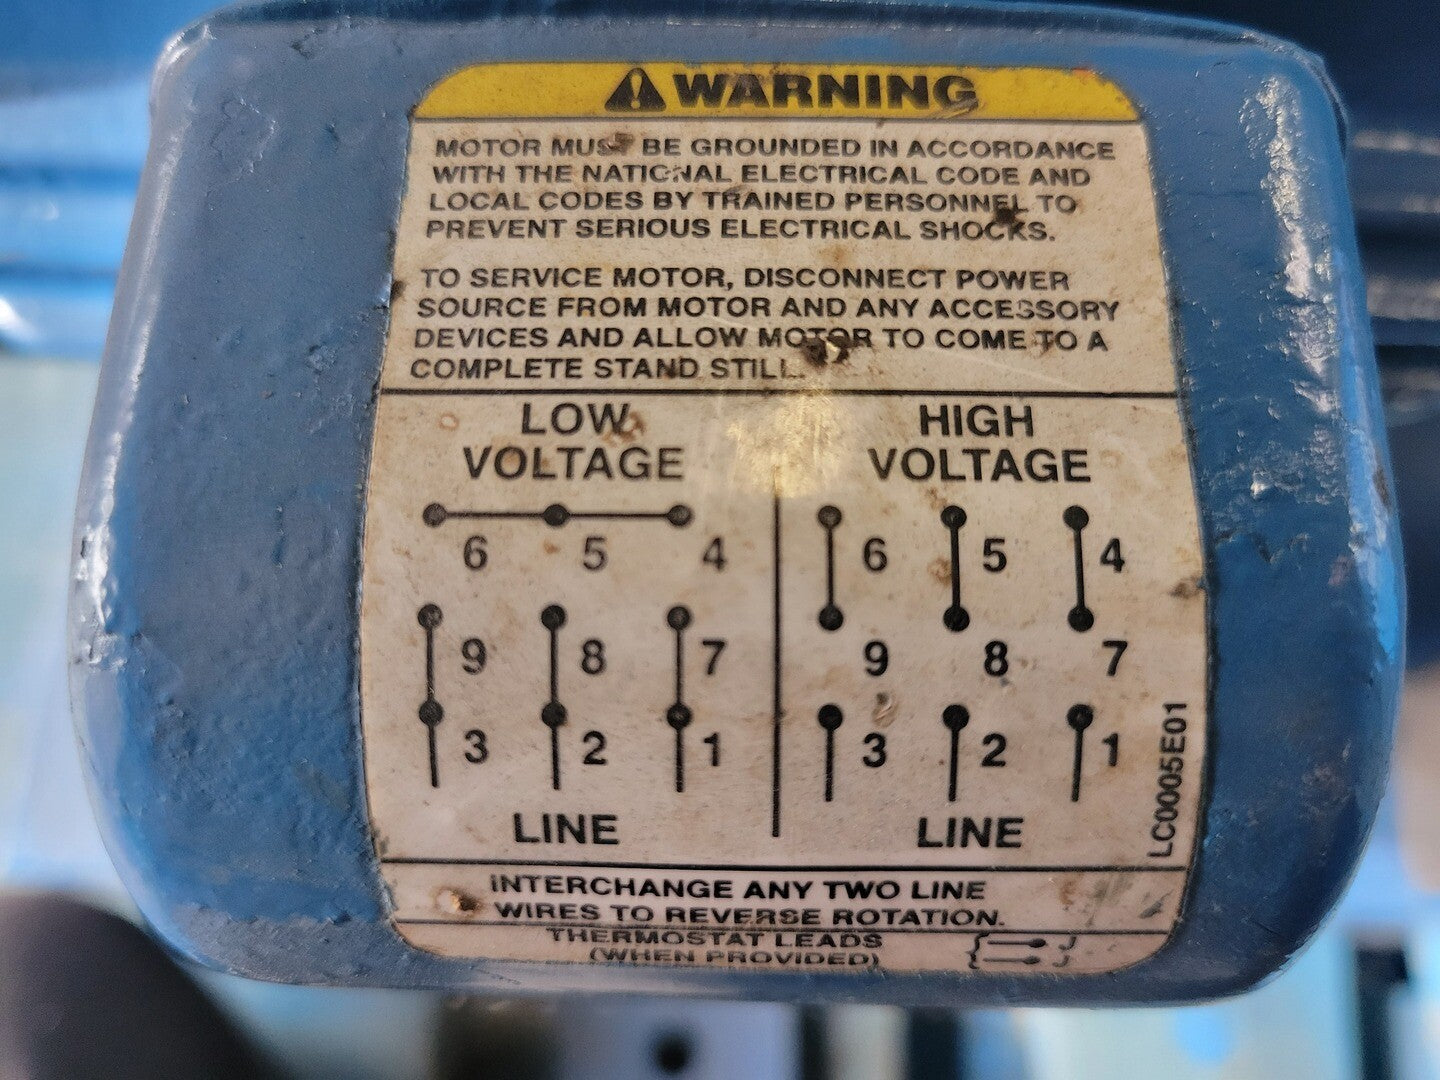 WARNING
MOTOR MUST BE GROUNDED IN ACCORDANCE
WITH THE NATIONAL ELECTRICAL CODE AND
LOCAL CODES BY TRAINED PERSONNEL TO
PREVENT SERIOUS ELECTRICAL SHOCKS.
TO SERVICE MOTOR, DISCONNECT POWER
SOURCE FROM MOTOR AND ANY ACCESSORY
DEVICES AND ALLOW MOTOR TO COME TO A
COMPLETE STAND STILL.
LOW
VOLTAGE
6 5 4
9 8 7
3 2 1
LINE
HIGH
VOLTAGE
6 5 4
9 8 7
3 2 1
LINE
LC0005E01
INTERCHANGE ANY TWO LINE
WIRES TO REVERSE ROTATION.
THERMOSTAT LEADS
(WHEN PROVIDED)
J
J